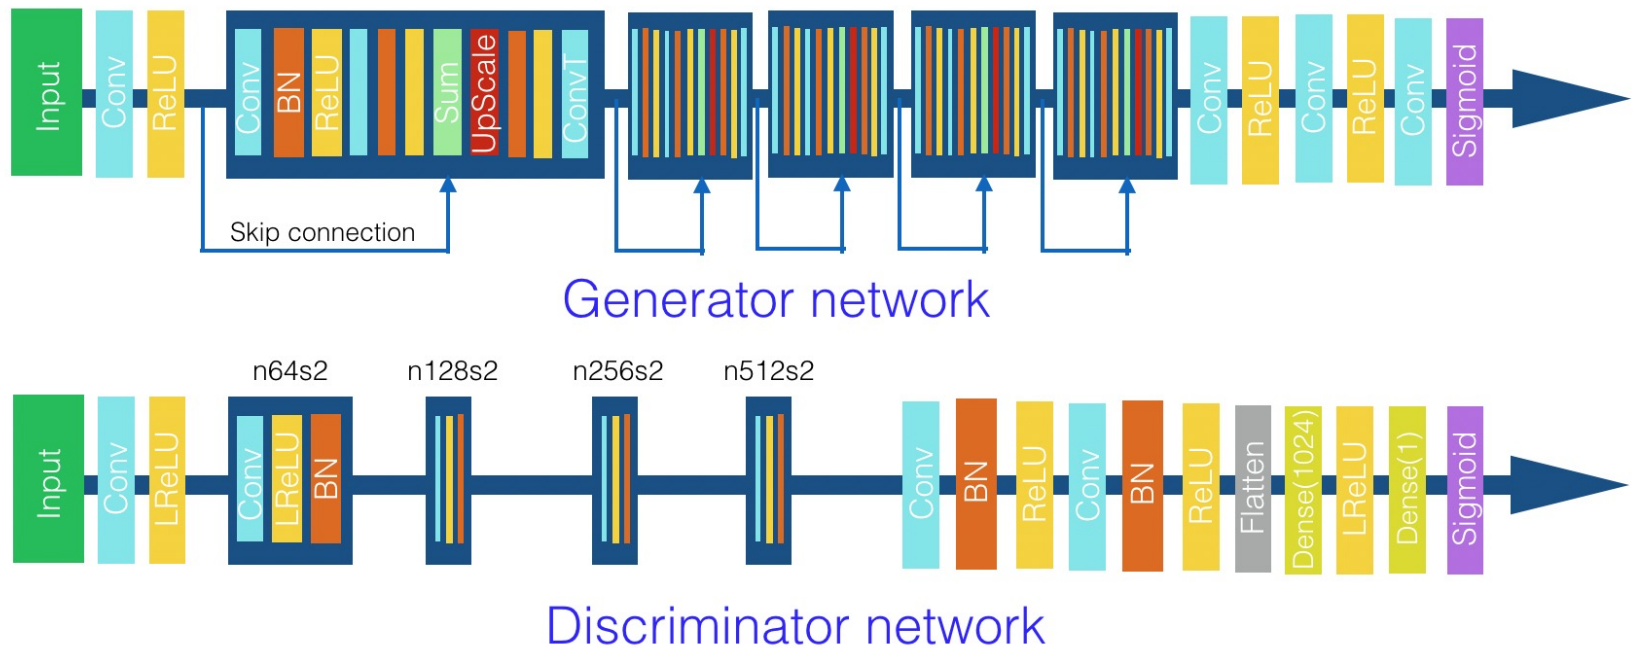 Input
Conv
ReLU
Conv
BN
ReLU
Sum
UpScale
ConvT
Conv
ReLU
Conv
ReLU
Conv
Sigmoid
Skip connection
Generator network
n64s2
n128s2
n256s2
n512s2
Input
Conv
LReLU
Conv
LReLU
BN
Conv
BN
ReLU
Conv
BN
ReLU
Flatten
Dense(1024)
LReLU
Dense(1)
Sigmoid
Discriminator network